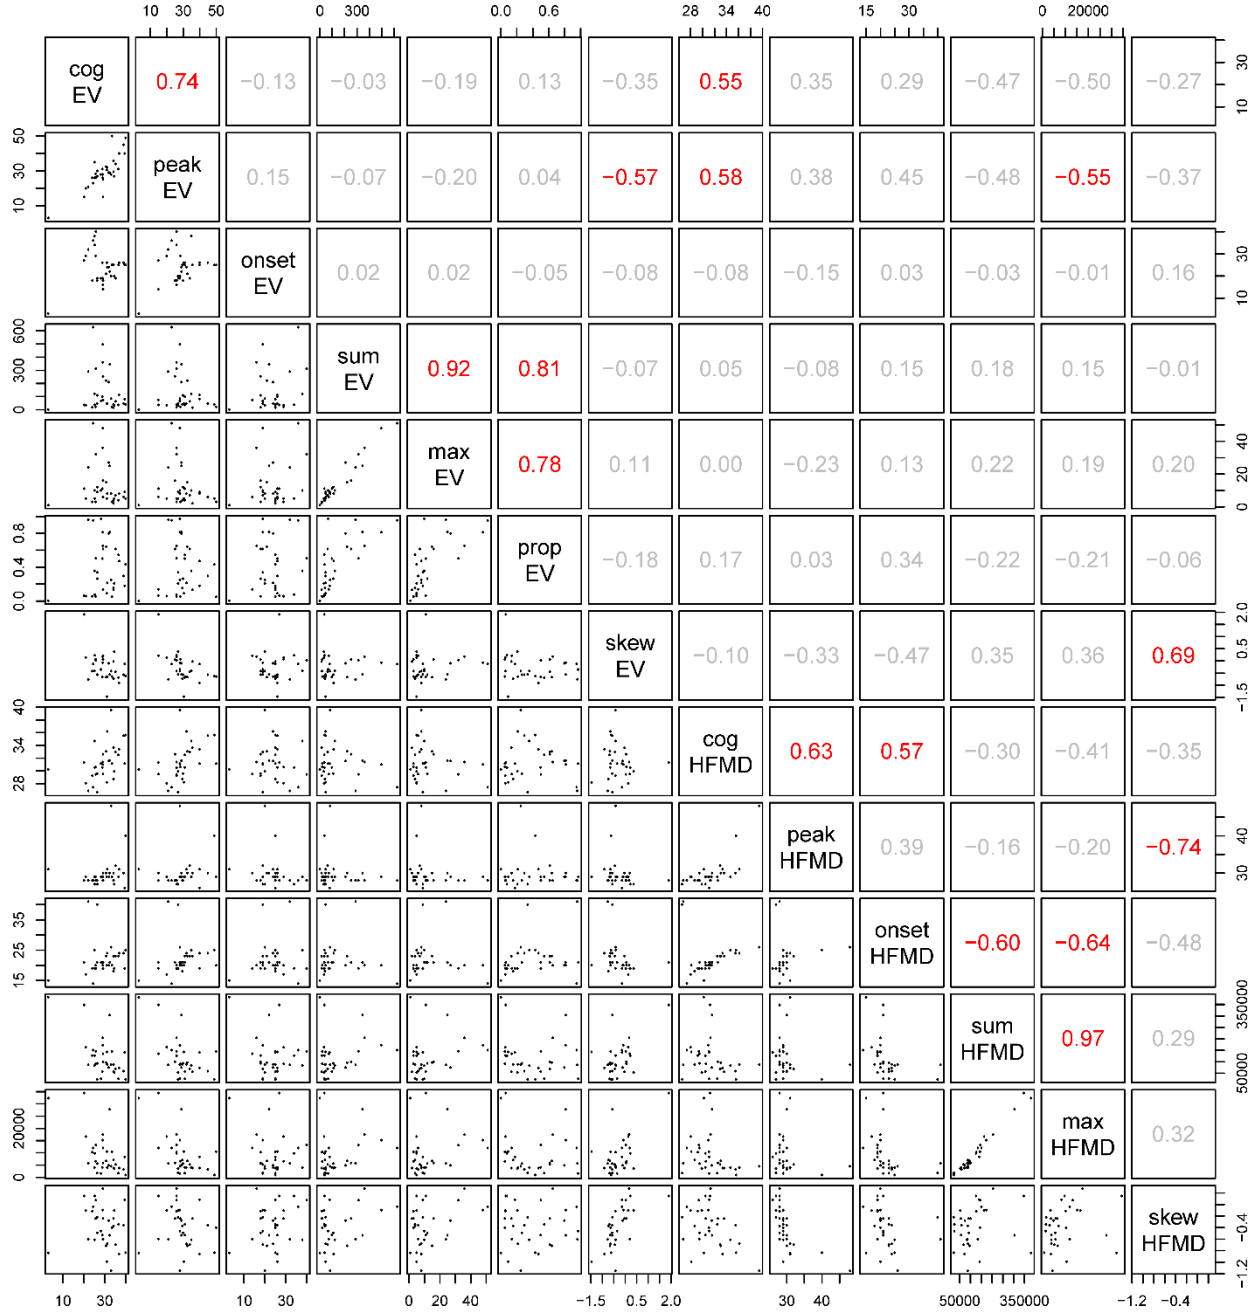 10 30 50 0 300 0.0 0.6 28 34 40 15 30 0 20000
cog
EV
0.74 −0.13 −0.03 −0.19 0.13 −0.35 0.55 0.35 0.29 −0.47 −0.50 −0.27
10 30
10 30 50
peak
EV
0.15 −0.07 −0.20 0.04 −0.57 0.58 0.38 0.45 −0.48 −0.55 −0.37
onset
EV
0.02 0.02 −0.05 −0.08 −0.08 −0.15 0.03 −0.03 −0.01 0.16
10 30
0 300 600
sum
EV
0.92 0.81 −0.07 0.05 −0.08 0.15 0.18 0.15 −0.01
max
EV
0.78 0.11 0.00 −0.23 0.13 0.22 0.19 0.20
0 20 40
0.0 0.4 0.8
prop
EV
−0.18 0.17 0.03 0.34 −0.22 −0.21 −0.06
skew
EV
−0.10 −0.33 −0.47 0.35 0.36 0.69
−1.5 0.5 2.0
28 34 40
cog
HFMD
0.63 0.57 −0.30 −0.41 −0.35
peak
HFMD
0.39 −0.16 −0.20 −0.74
30 40
15 25 35
onset
HFMD
−0.60 −0.64 −0.48
sum
HFMD
0.97 0.29
50000 350000
0 20000
max
HFMD
0.32
skew
HFMD
−1.2 −0.4
10 30 10 30 0 20 40 −1.5 0.5 2.0 30 40 50000 350000 −1.2 −0.4